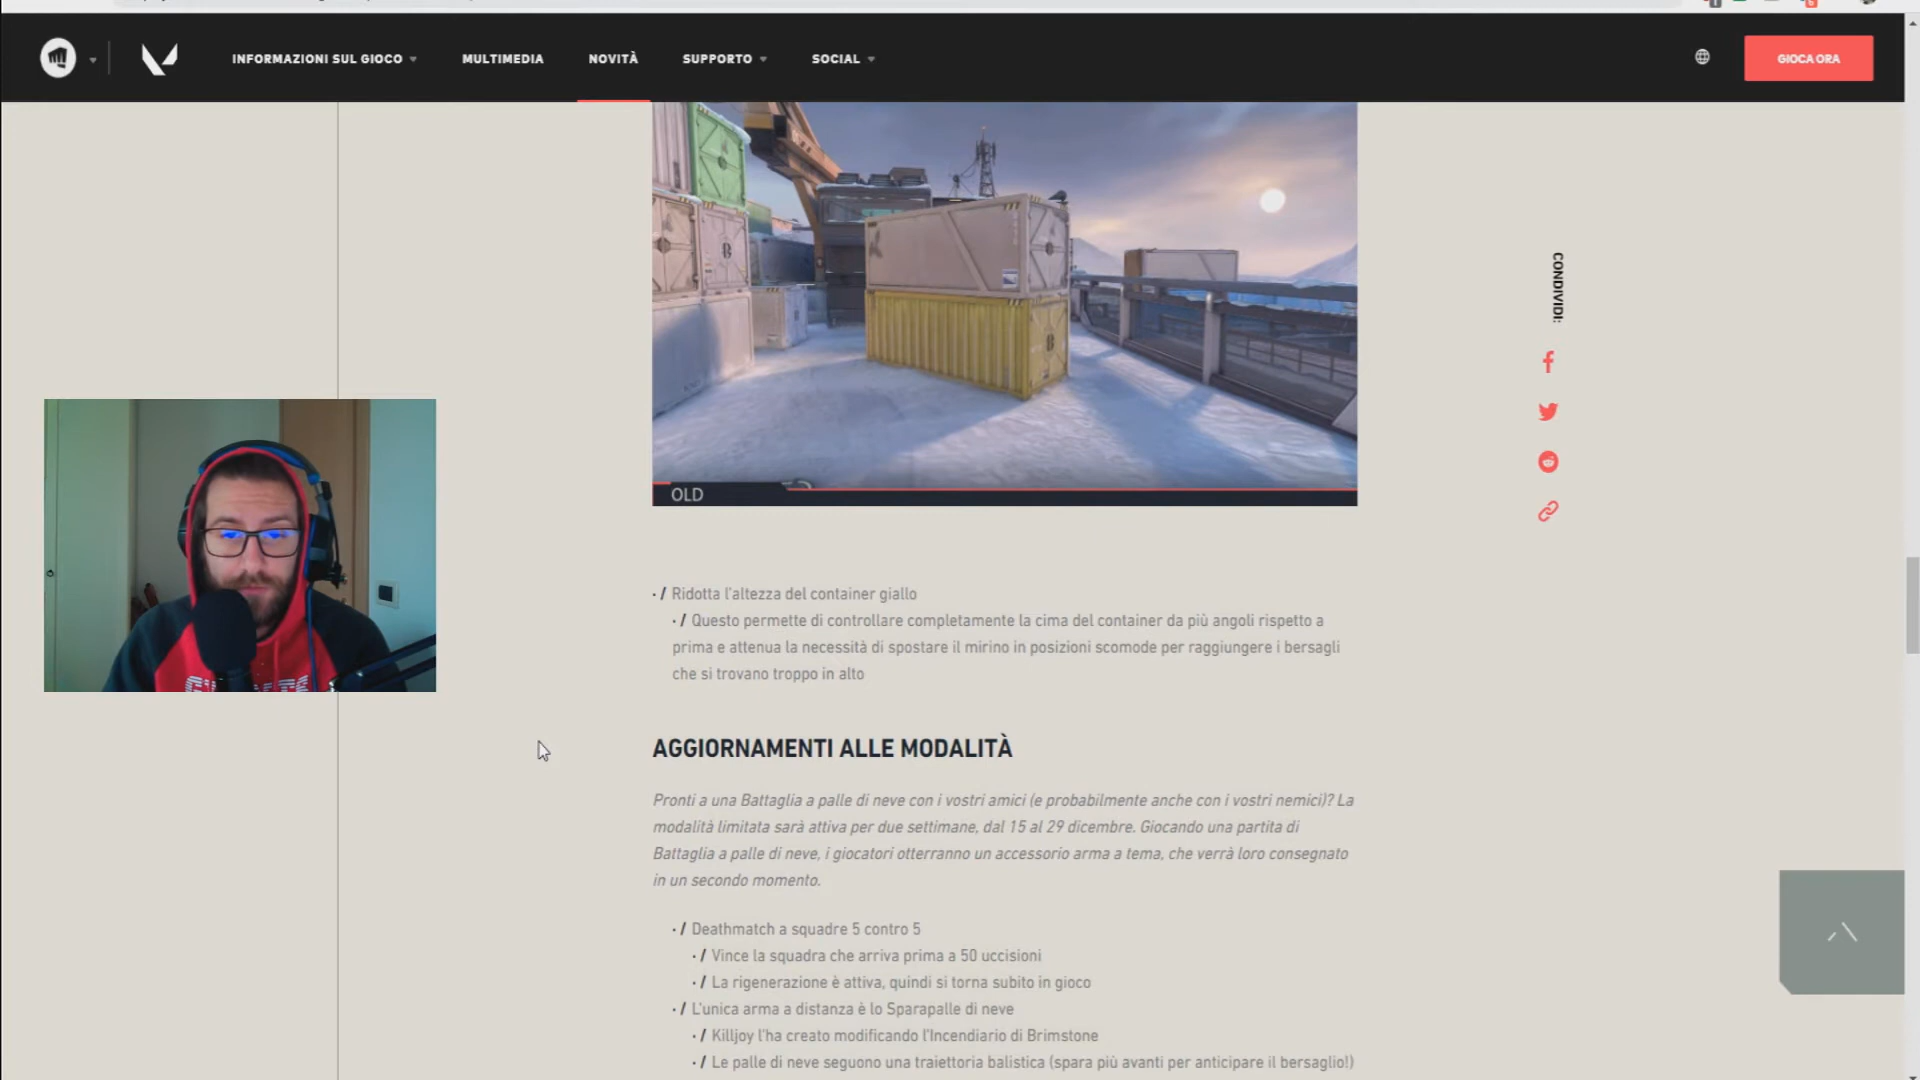 INFORMAZIONI SUL GIOCO
MULTIMEDIA
NOVITÀ
SUPPORTO
SOCIAL
GIOCA ORA
B
B
OLD
CONDIVIDI:
· / Ridotta l'altezza del container giallo
· / Questo permette di controllare completamente la cima del container da più angoli rispetto a
prima e attenua la necessità di spostare il mirino in posizioni scomode per raggiungere i bersagli
che si trovano troppo in alto
AGGIORNAMENTI ALLE MODALITÀ
Pronti a una Battaglia a palle di neve con i vostri amici (e probabilmente anche con i vostri nemici)? La
modalità limitata sarà attiva per due settimane, dal 15 al 29 dicembre. Giocando una partita di
Battaglia a palle di neve, i giocatori otterranno un accessorio arma a tema, che verrà loro consegnato
in un secondo momento.
· / Deathmatch a squadre 5 contro 5
· / Vince la squadra che arriva prima a 50 uccisioni
· / La rigenerazione è attiva, quindi si torna subito in gioco
· / L'unica arma a distanza è lo Sparapalle di neve
· / Killjoy l'ha creato modificando l'Incendiario di Brimstone
· / Le palle di neve seguono una traiettoria balistica (spara più avanti per anticipare il bersaglio!)